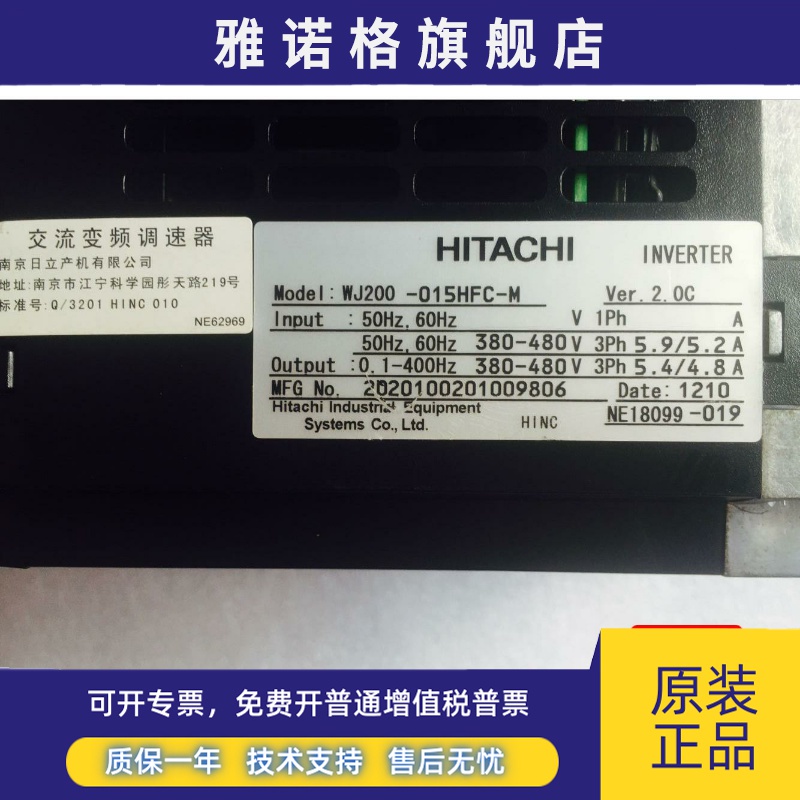 雅诺格旗舰店
交流变频调速器
南京日立产机有限公司
地址:南京市江宁科学园彤天路219号
标准号:Q/3201 HINC 010
NE62969
HITACHI INVERTER
Model: WJ200 -015HFC-M Ver. 2.0C
Input : 50Hz, 60Hz V 1Ph A
50Hz, 60Hz 380-480 V 3Ph 5.9/5.2 A
Output : 0.1-400Hz 380-480 V 3Ph 5.4/4.8 A
MFG No. 2020100201009806 Date: 1210
Hitachi Industrial Equipment
Systems Co., Ltd. HINC NE18099 -019
可开专票，免费开普通增值税普票
质保一年 技术支持 售后无忧
原装
正品